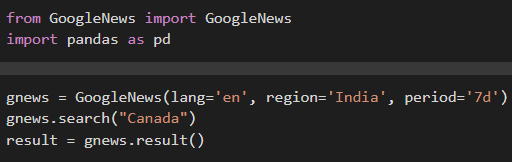 from GoogleNews import GoogleNews
import pandas as pd
gnews = GoogleNews(lang='en', region='India', period='7d')
gnews.search("Canada")
result = gnews.result()